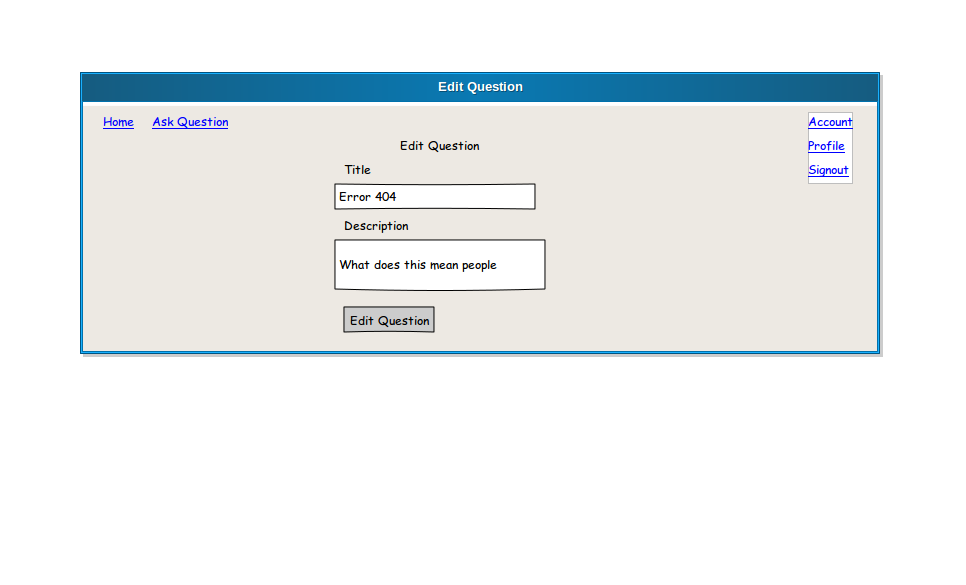 Edit Question
Home Ask Question Account
Edit Question Profile
Title Signout
Error 404
Description
What does this mean people
Edit Question